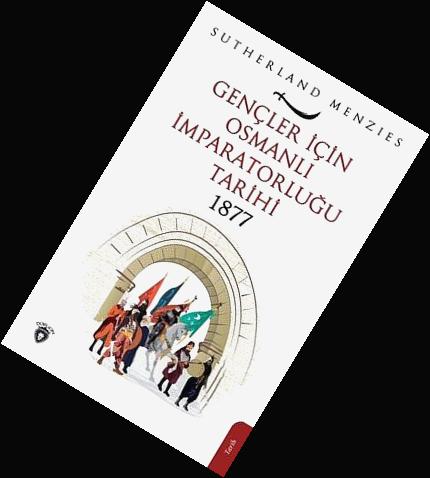 SUTHERLAND MENZIES
GENÇLER İÇİN
OSMANLI
İMPARATORLUĞU
TARİHİ
1877
Tarih